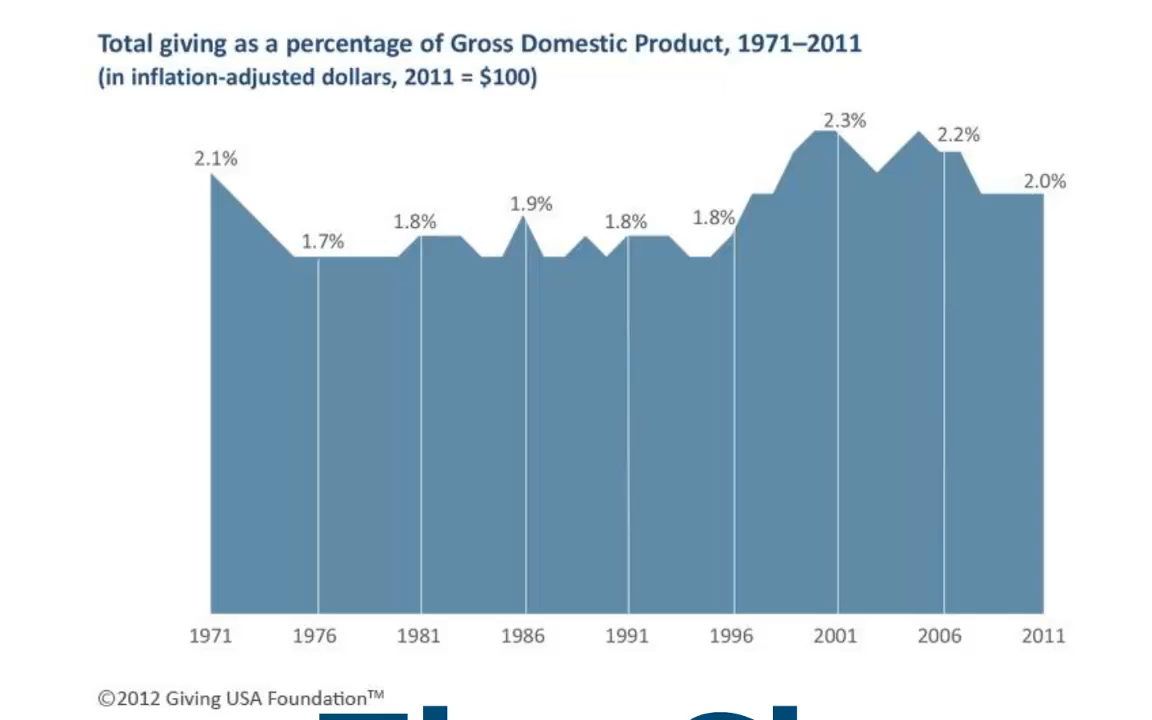 Total giving as a percentage of Gross Domestic Product, 1971–2011
(in inflation-adjusted dollars, 2011 = $100)
2.1%
1.7%
1.8%
1.9%
1.8%
1.8%
2.3%
2.2%
2.0%
1971 1976 1981 1986 1991 1996 2001 2006 2011
©2012 Giving USA Foundation™